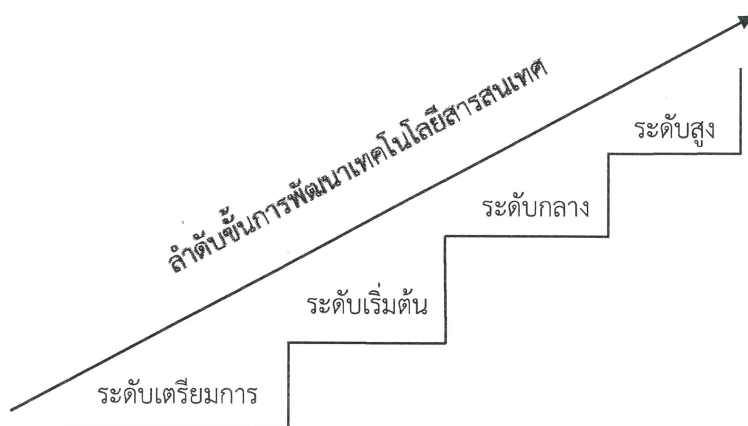 ลำดับขั้นการพัฒนาเทคโนโลยีสารสนเทศ
ระดับสูง
ระดับกลาง
ระดับเริ่มต้น
ระดับเตรียมการ